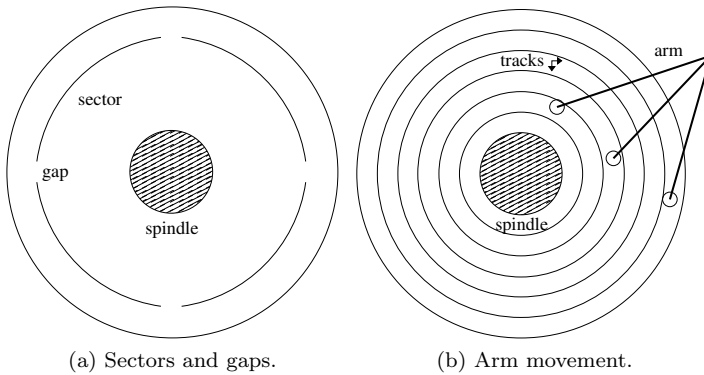 sector
gap
spindle
(a) Sectors and gaps.
tracks
arm
spindle
(b) Arm movement.